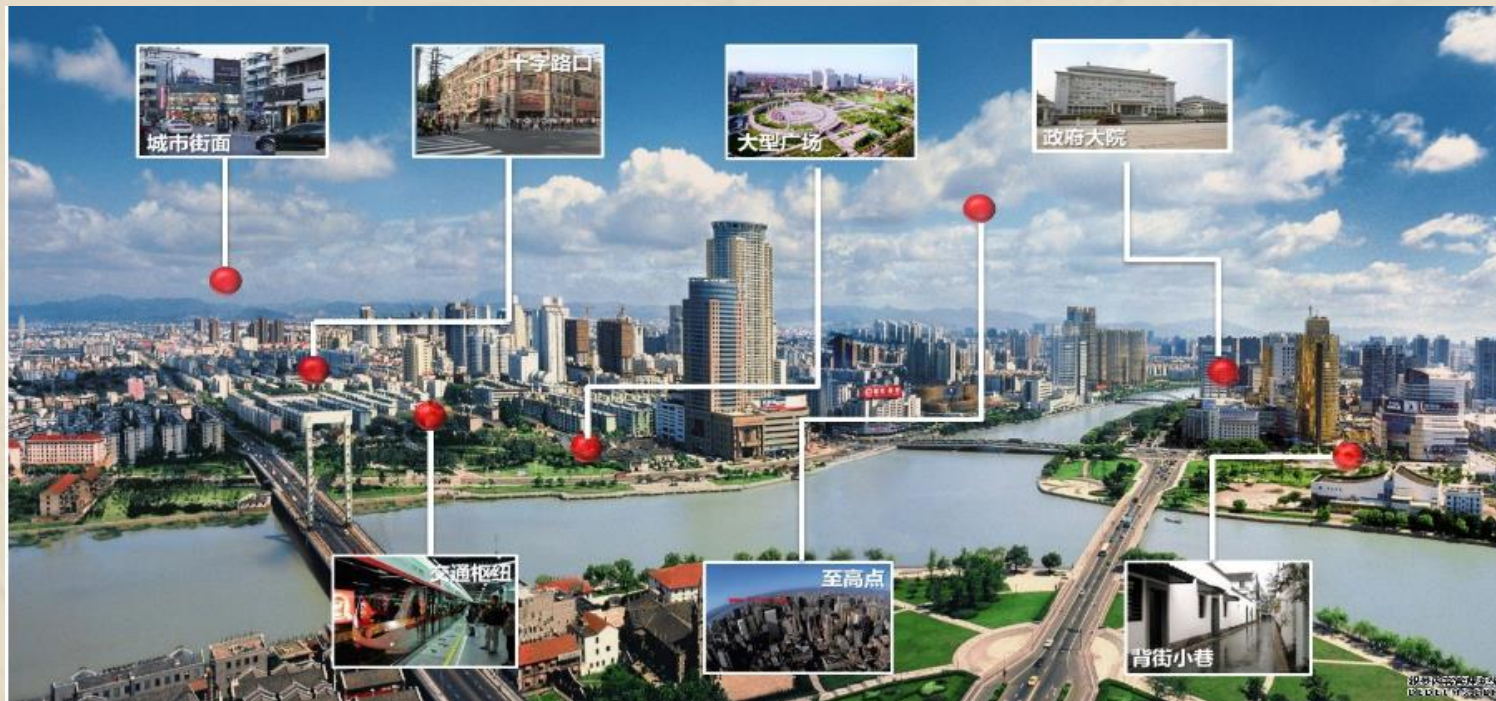 城市街面
十字路口
大型广场
政府大院
交通枢纽
至高点
背街小巷